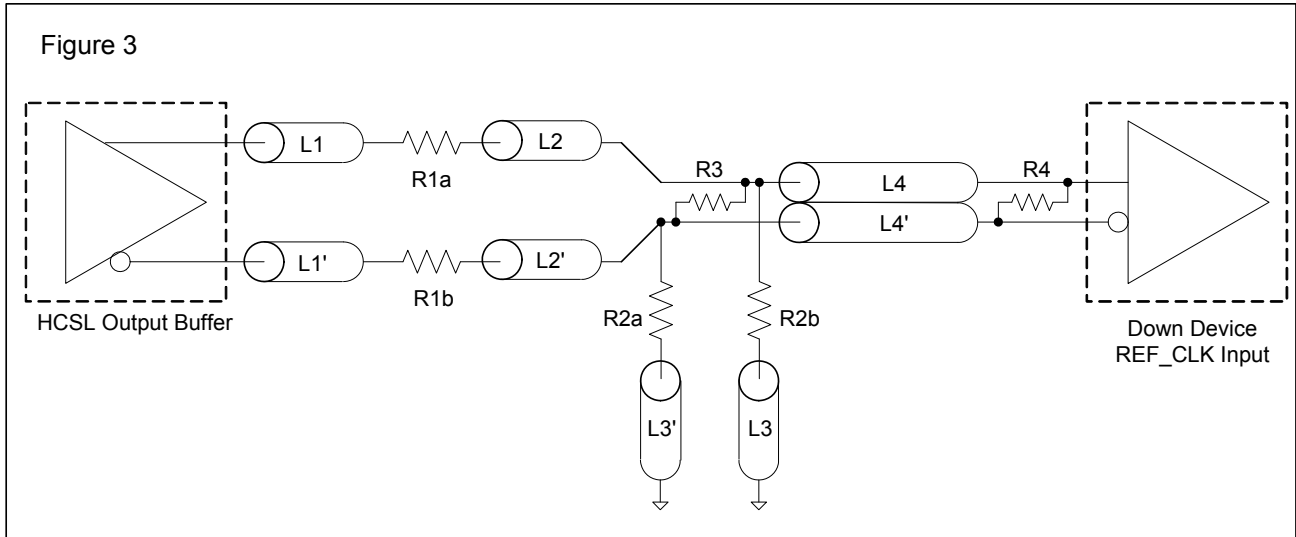 Figure 3
L1
R1a
L2
R3
L4
R4
L4'
L1'
R1b
L2'
HCSL Output Buffer
R2a
R2b
Down Device
REF_CLK Input
L3'
L3